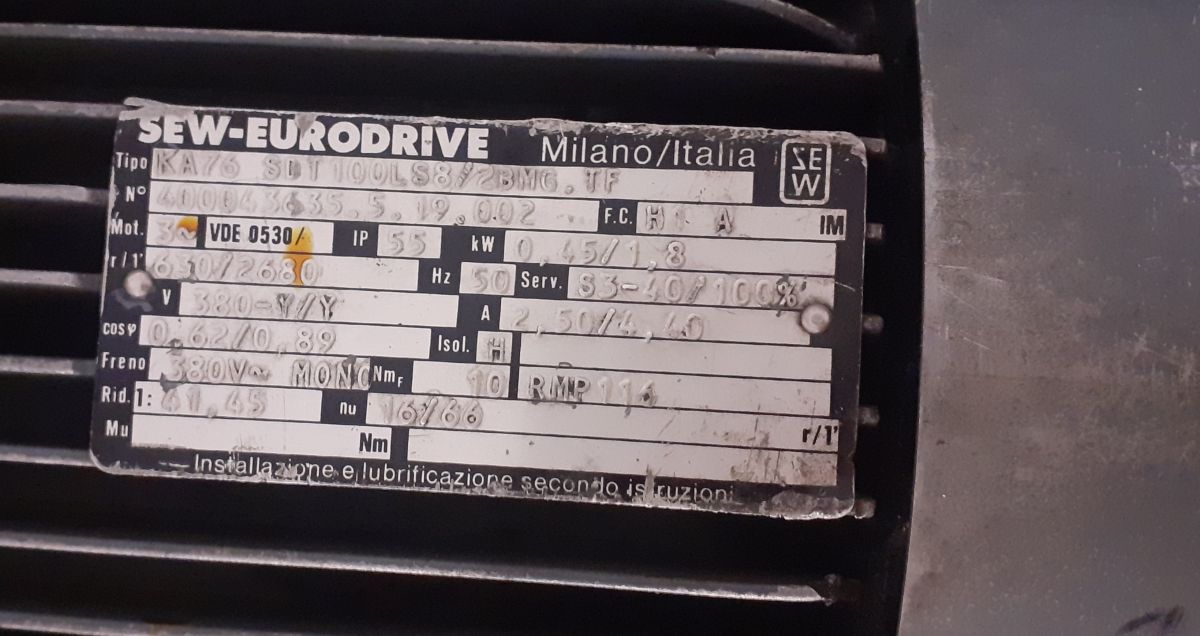 SEW-EURODRIVE Milano/Italia SEW
Tipo KA76 SDT100LS8/2BMG.TF
N° 400043635.5.19.002 F.C. H1 A IM
Mot. 3~ VDE 0530/ IP 55 kW 0,45/1,8
r/1' 630/2680 Hz 50 Serv. S3-40/100%
V 380-Y/Y A 2,50/4,40
cosφ 0,62/0,89 Isol. H
Freno 380V~ MONO NmF 10 RMP114
Rid. 1: 41,45 nu 16/66 r/1'
Mu Nm
Installazione e lubrificazione secondo istruzioni